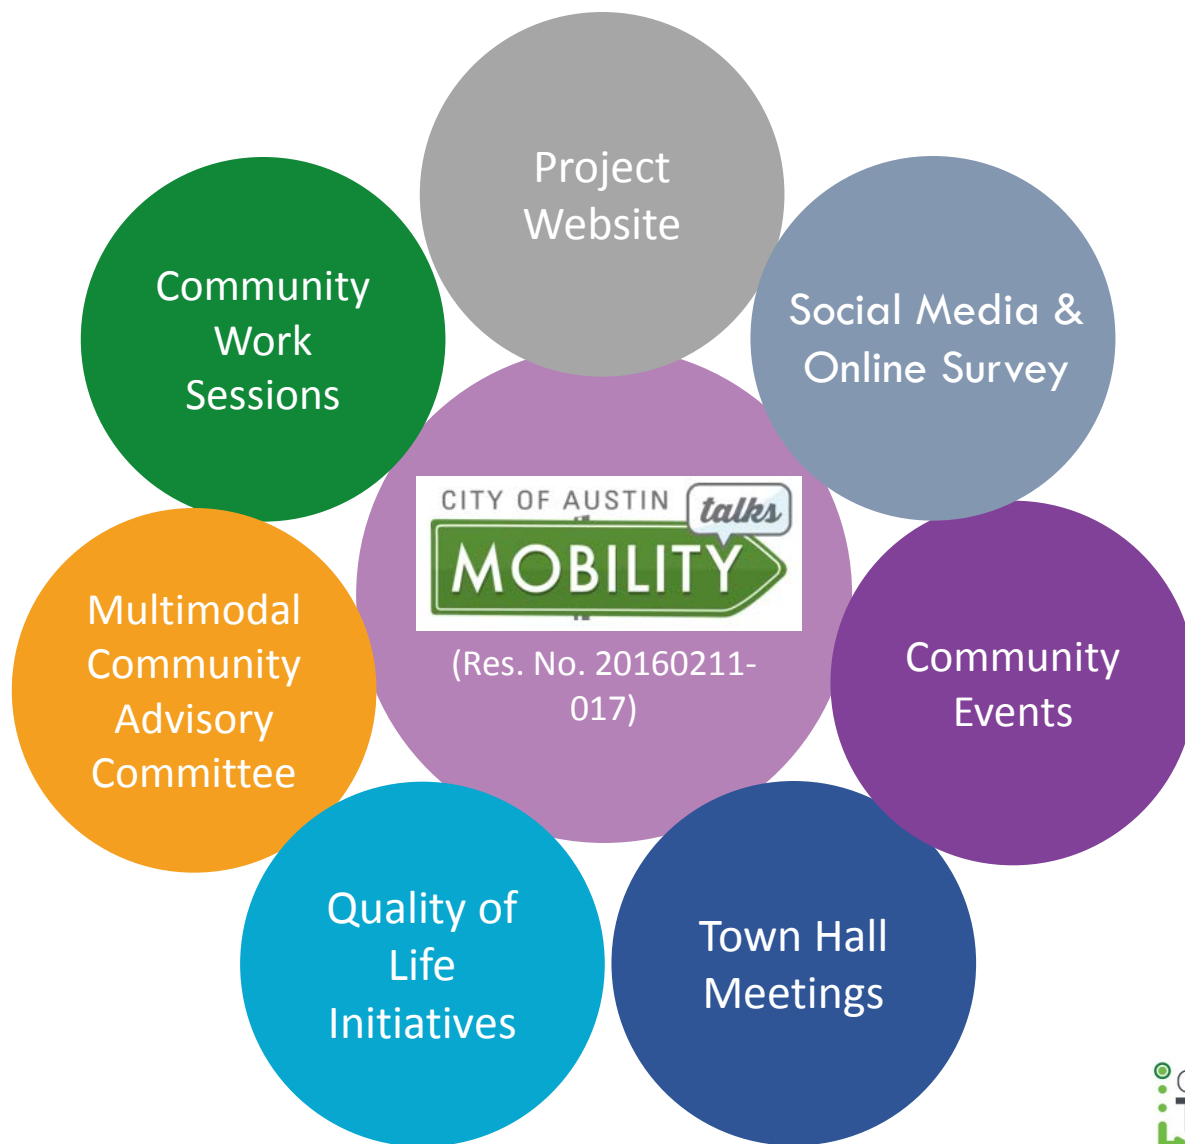 Project
Website
Social Media &
Online Survey
Community
Events
Town Hall
Meetings
Quality of
Life
Initiatives
Multimodal
Community
Advisory
Committee
Community
Work
Sessions
CITY OF AUSTIN talks
MOBILITY
(Res. No. 20160211-
017)